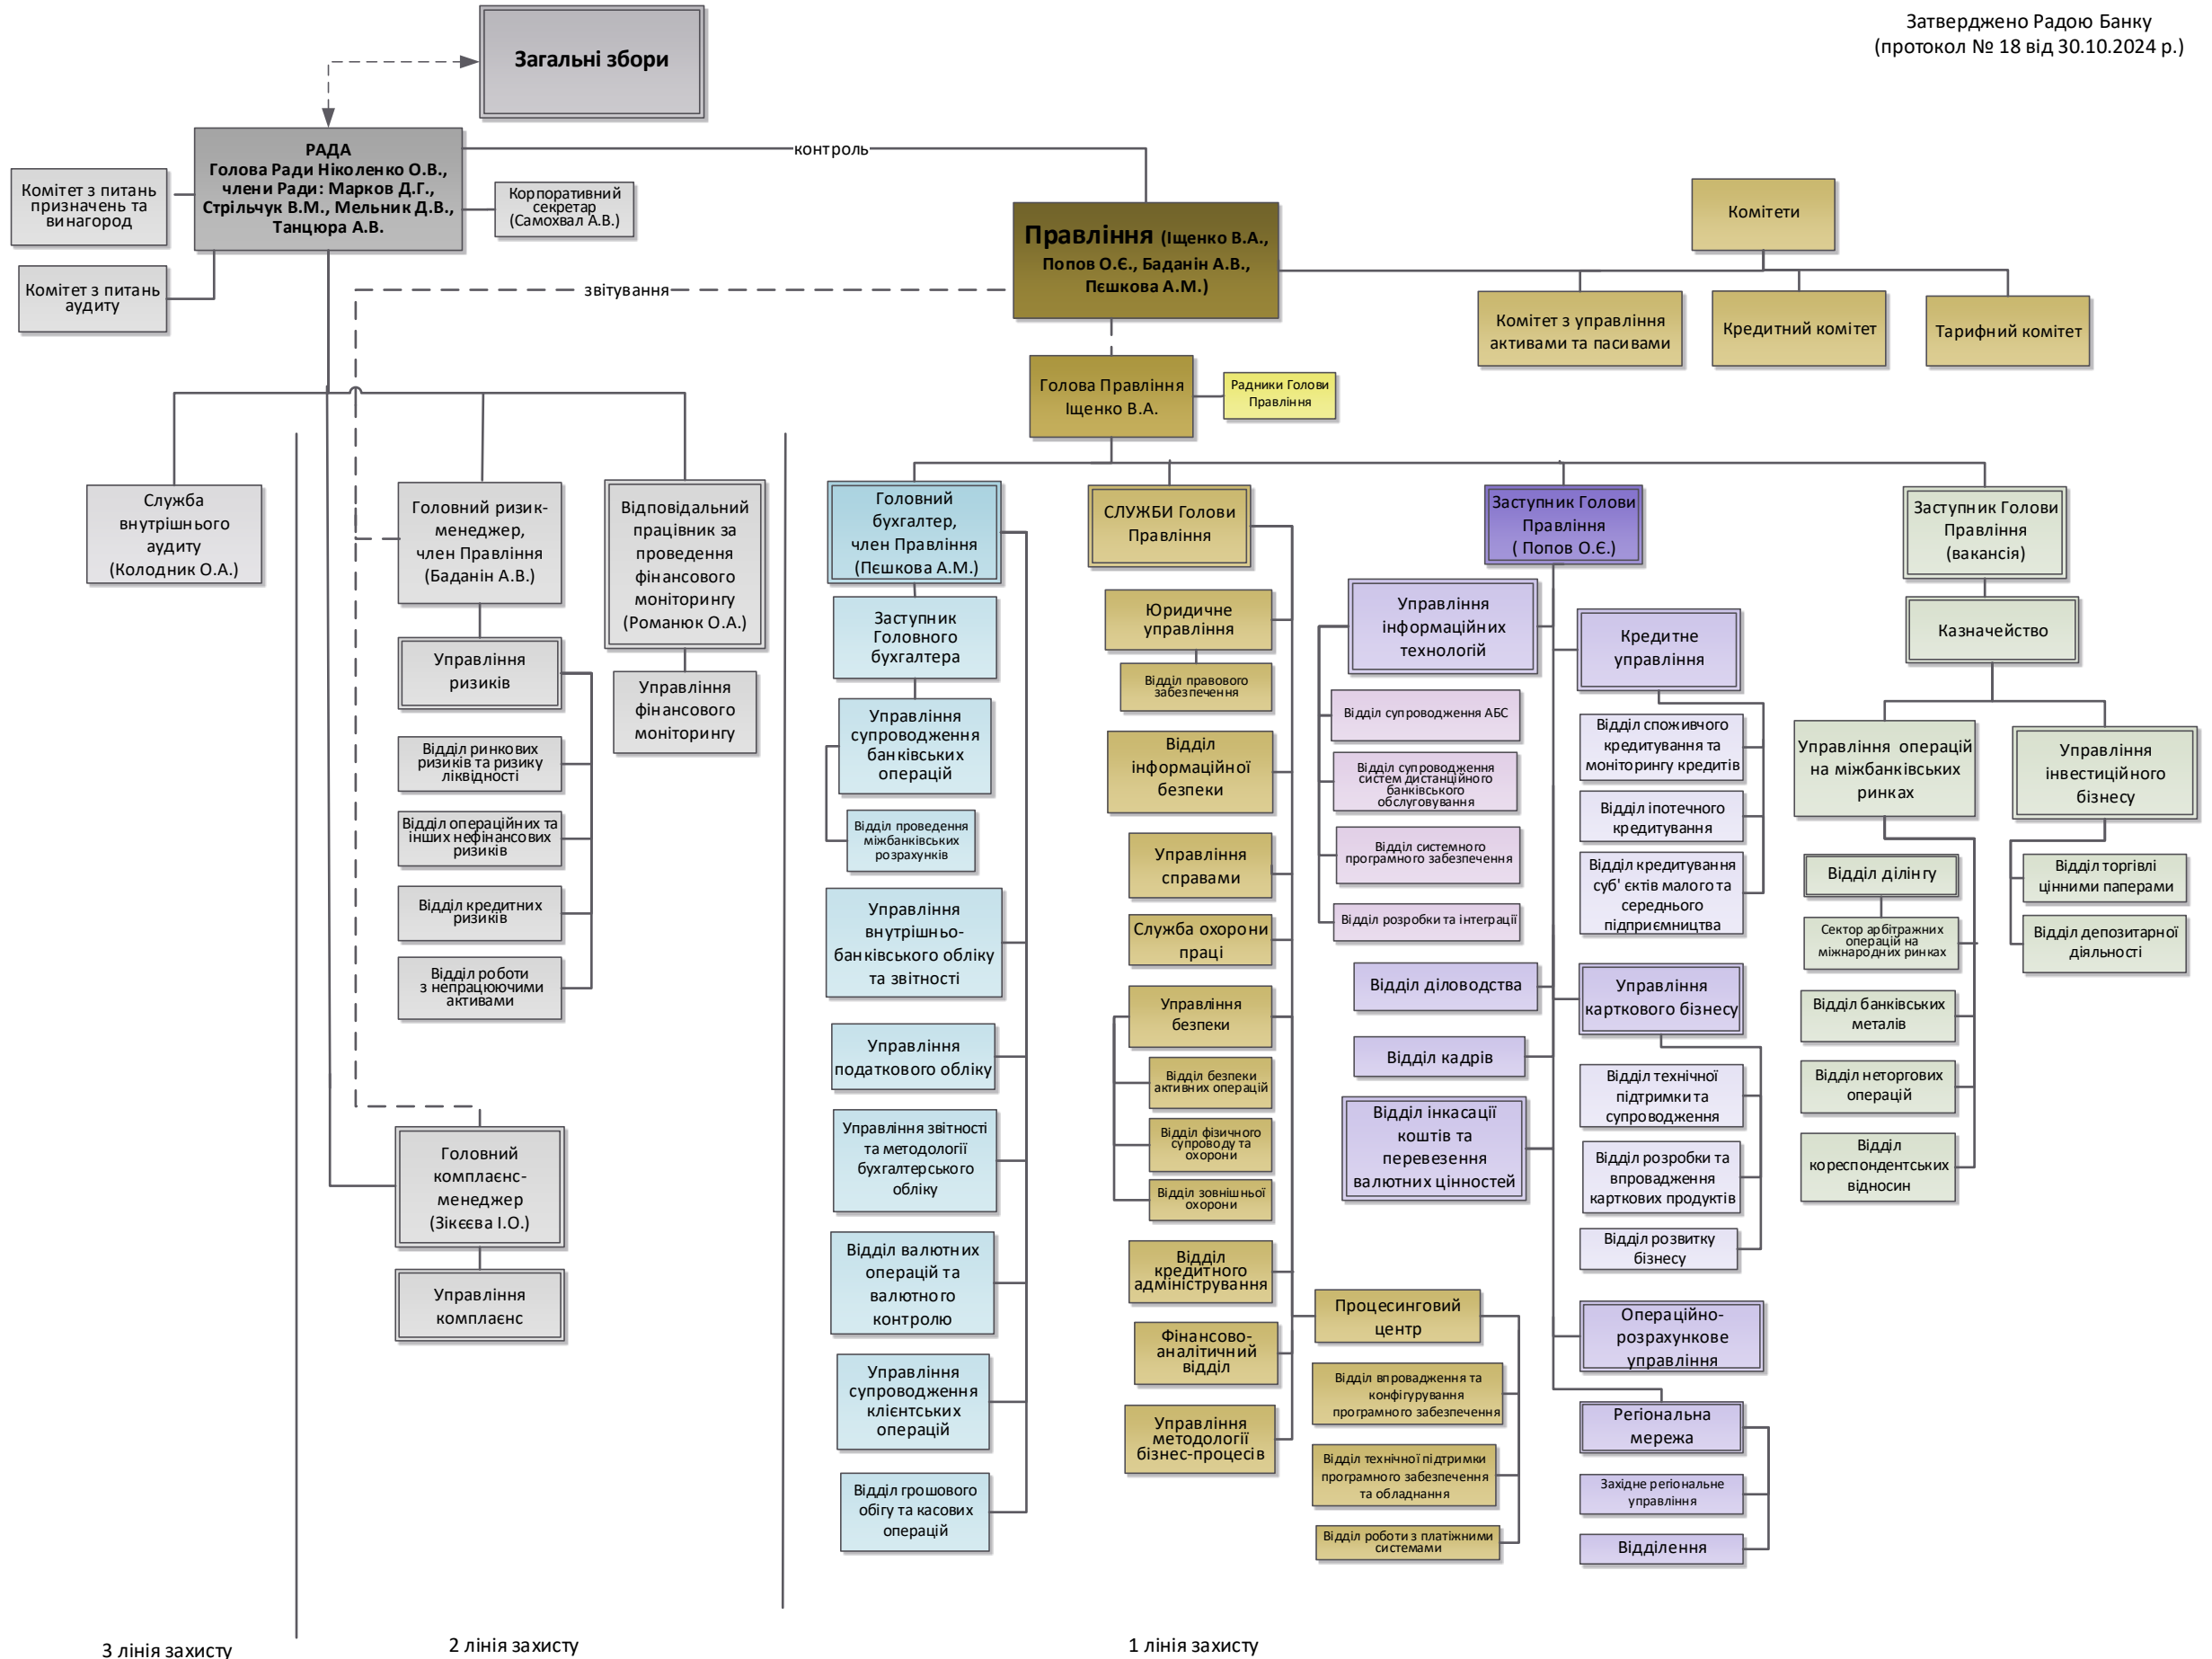 Затверджено Радою Банку
(протокол № 18 від 30.10.2024 р.)
Загальні збори
РАДА
Голова Ради Ніколенко О.В.,
члени Ради: Марков Д.Г.,
Стрільчук В.М., Мельник Д.В.,
Танцюра А.В.
контроль
Комітет з питань
призначень та
винагород
Корпоративний
секретар
(Самохвал А.В.)
Комітет з питань
аудиту
Правління (Іщенко В.А.,
Попов О.Є., Баданін А.В.,
Пєшкова А.М.)
звітування
Комітети
Комітет з управління
активами та пасивами
Кредитний комітет
Тарифний комітет
Голова Правління
Іщенко В.А.
Радники Голови
Правління
Служба
внутрішнього
аудиту
(Колодник О.А.)
Головний ризик-
менеджер,
член Правління
(Баданін А.В.)
Відповідальний
працівник за
проведення
фінансового
моніторингу
(Романюк О.А.)
Управління
ризиків
Управління
фінансового
моніторингу
Відділ ринкових
ризиків та ризику
ліквідності
Відділ операційних та
інших нефінансових
ризиків
Відділ кредитних
ризиків
Відділ роботи
з непрацюючими
активами
Головний
комплаєнс-
менеджер
(Зікєєва І.О.)
Управління
комплаєнс
Головний
бухгалтер,
член Правління
(Пєшкова А.М.)
Заступник
Головного
бухгалтера
Управління
супроводження
банківських
операцій
Відділ проведення
міжбанківських
розрахунків
Управління
внутрішньо-
банківського обліку
та звітності
Управління
податкового обліку
Управління звітності
та методології
бухгалтерського
обліку
Відділ валютних
операцій та
валютного
контролю
Управління
супроводження
клієнтських
операцій
Відділ грошового
обігу та касових
операцій
СЛУЖБИ Голови
Правління
Юридичне
управління
Відділ правового
забезпечення
Відділ
інформаційної
безпеки
Управління
справами
Служба охорони
праці
Управління
безпеки
Відділ безпеки
активних операцій
Відділ фізичного
супроводу та
охорони
Відділ зовнішньої
охорони
Відділ
кредитного
адміністрування
Фінансово-
аналітичний
відділ
Управління
методології
бізнес-процесів
Процесинговий
центр
Відділ впровадження та
конфігурування
програмного забезпечення
Відділ технічної підтримки
програмного забезпечення
та обладнання
Відділ роботи з платіжними
системами
Заступник Голови
Правління
( Попов О.Є.)
Управління
інформаційних
технологій
Відділ супроводження АБС
Відділ супроводження
систем дистанційного
банківського
обслуговування
Відділ системного
програмного забезпечення
Відділ розробки та інтеграції
Відділ діловодства
Відділ кадрів
Відділ інкасації
коштів та
перевезення
валютних цінностей
Кредитне
управління
Відділ споживчого
кредитування та
моніторингу кредитів
Відділ іпотечного
кредитування
Відділ кредитування
суб' єктів малого та
середнього
підприємництва
Управління
карткового бізнесу
Відділ технічної
підтримки та
супроводження
Відділ розробки та
впровадження
карткових продуктів
Відділ розвитку
бізнесу
Операційно-
розрахункове
управління
Регіональна
мережа
Західне регіональне
управління
Відділення
Заступник Голови
Правління
(вакансія)
Казначейство
Управління операцій
на міжбанківських
ринках
Управління
інвестиційного
бізнесу
Відділ ділінгу
Сектор арбітражних
операцій на
міжнародних ринках
Відділ банківських
металів
Відділ неторгових
операцій
Відділ
кореспондентських
відносин
Відділ торгівлі
цінними паперами
Відділ депозитарної
діяльності
3 лінія захисту
2 лінія захисту
1 лінія захисту